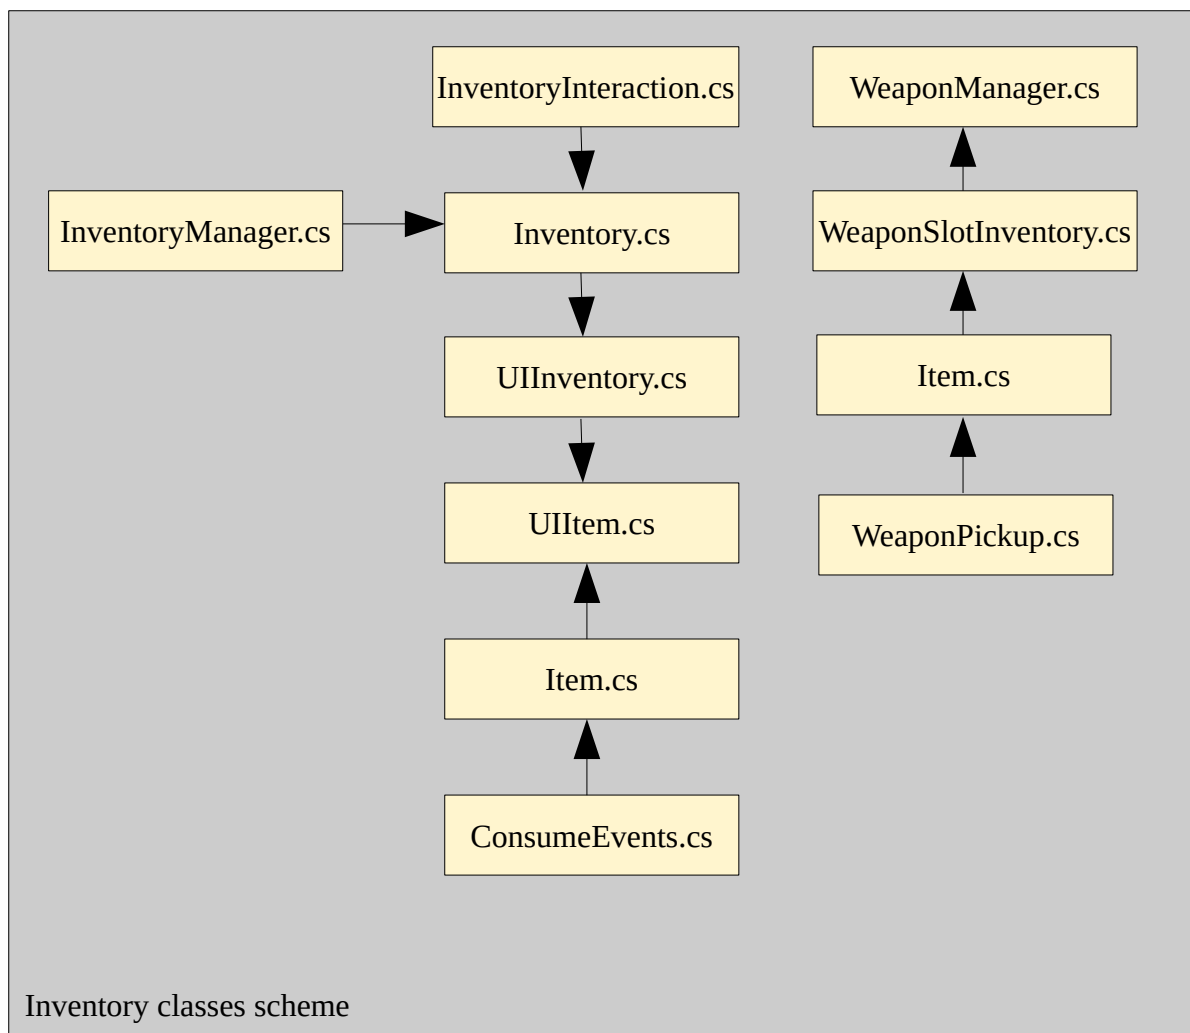 InventoryInteraction.cs
WeaponManager.cs
InventoryManager.cs
Inventory.cs
WeaponSlotInventory.cs
UIInventory.cs
Item.cs
UIItem.cs
WeaponPickup.cs
Item.cs
ConsumeEvents.cs
Inventory classes scheme